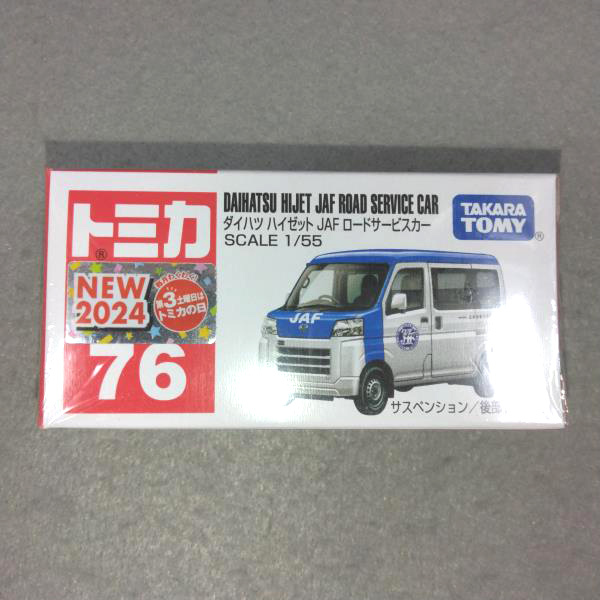 トミカ
®
NEW
2024
第3土曜日は
トミカの日
76
DAIHATSU HIJET JAF ROAD SERVICE CAR
ダイハツ ハイゼット JAF ロードサービスカー
SCALE 1/55
TAKARA
TOMY
®
JAF
サスペンション/後部